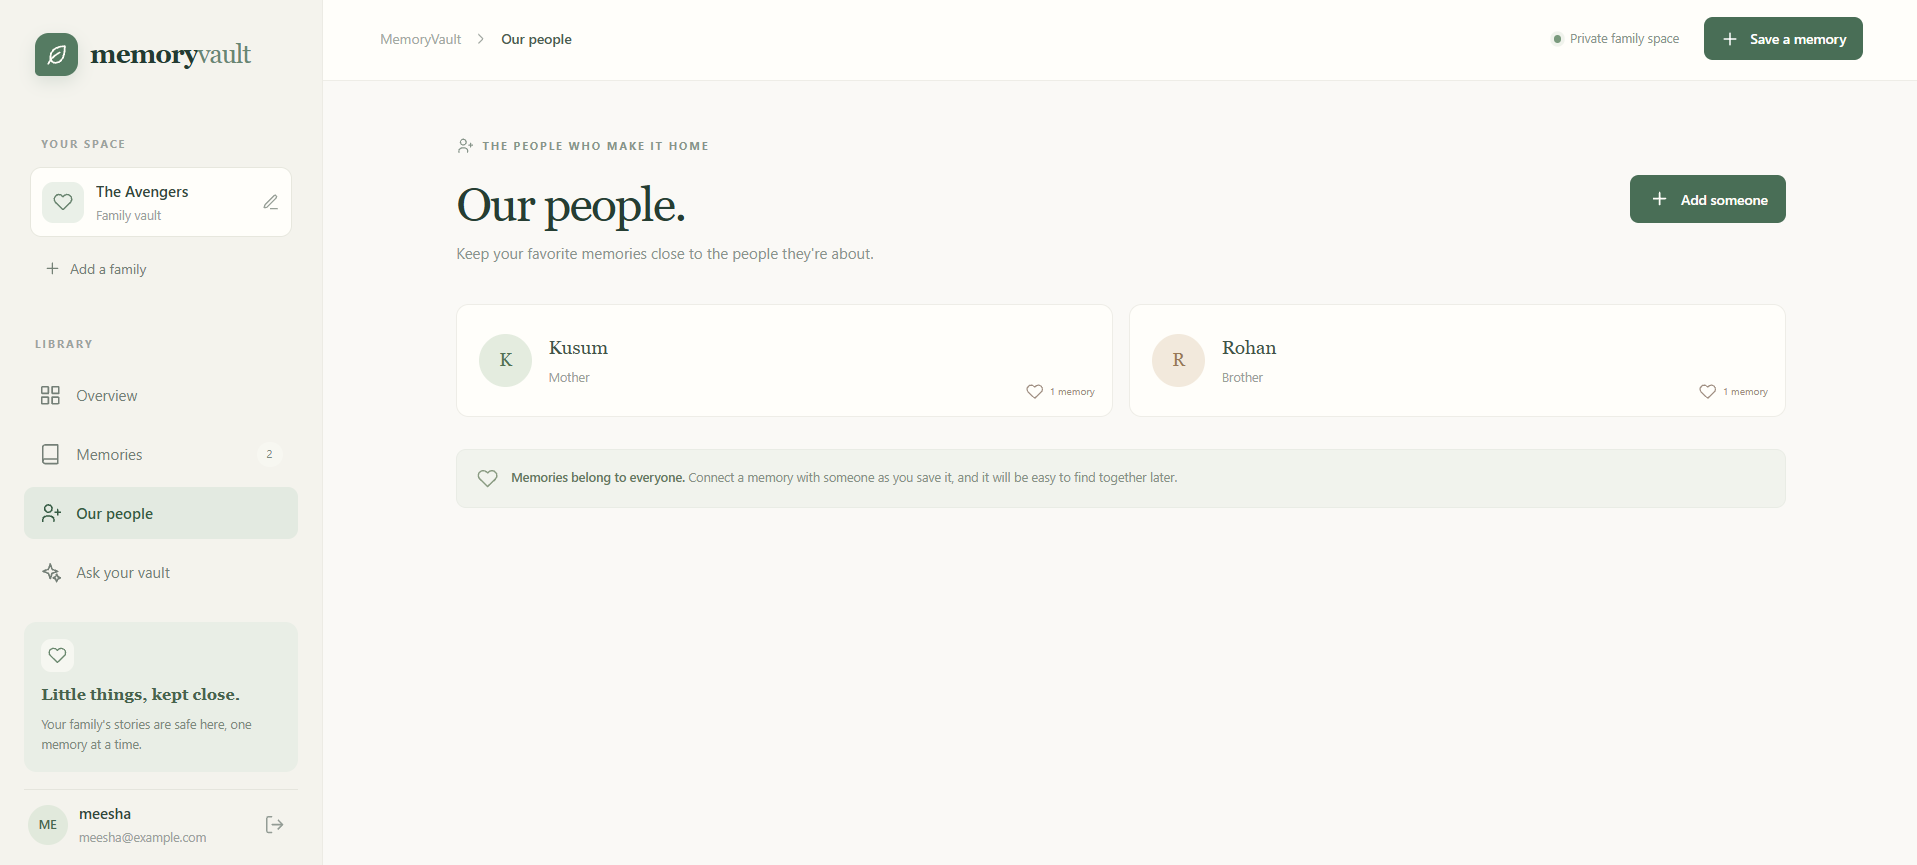 memoryvault
YOUR SPACE
The Avengers
Family vault
Add a family
LIBRARY
Overview
Memories
2
Our people
Ask your vault
Little things, kept close.
Your family's stories are safe here, one
memory at a time.
ME
meesha
meesha@example.com
MemoryVault
Our people
Private family space
Save a memory
THE PEOPLE WHO MAKE IT HOME
Our people.
Add someone
Keep your favorite memories close to the people they're about.
K
Kusum
Mother
1 memory
R
Rohan
Brother
1 memory
Memories belong to everyone. Connect a memory with someone as you save it, and it will be easy to find together later.